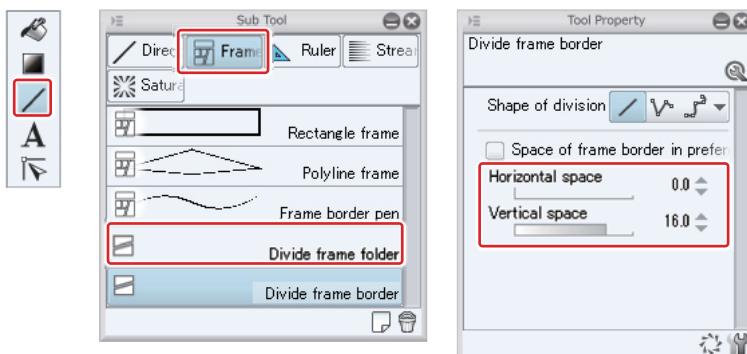 A
Sub Tool
Direc
Frame
Ruler
Strea
Satura
Rectangle frame
Polyline frame
Frame border pen
Divide frame folder
Divide frame border
Tool Property
Divide frame border
Shape of division
Space of frame border in prefer
Horizontal space 0.0
Vertical space 16.0